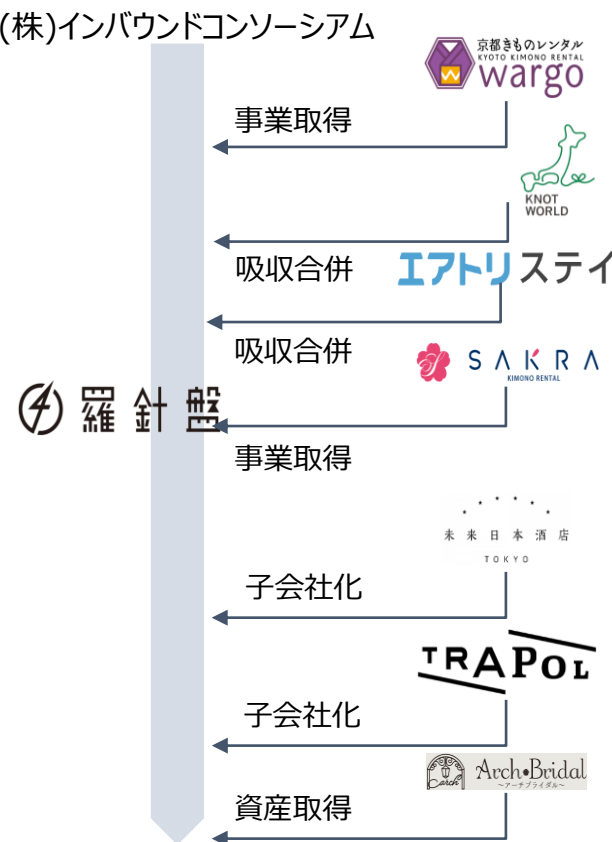 (株)インバウンドコンソーシアム
京都きものレンタル
KYOTO KIMONO RENTAL
wargo
事業取得
KNOT
WORLD
吸収合併
エアトリステイ
吸収合併
SAKRA
KIMONO RENTAL
羅針盤
事業取得
未来日本酒店
TOKYO
子会社化
TRAPOL
子会社化
Arch•Bridal
~アーチブライダル~
arch
資産取得